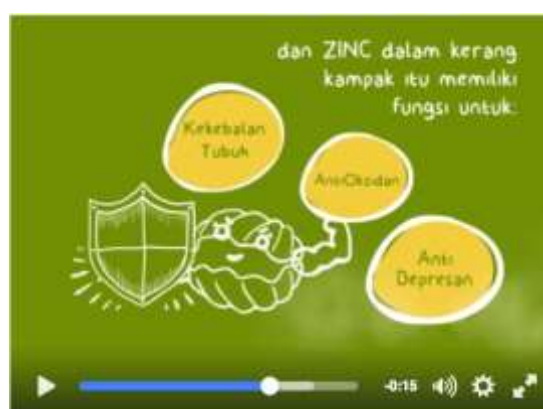 dan ZINC dalam kerang
kampak itu memiliki
fungsi untuk:
Kekebalan
Tubuh
AntiOksidan
Anti
Depresan
-0:15